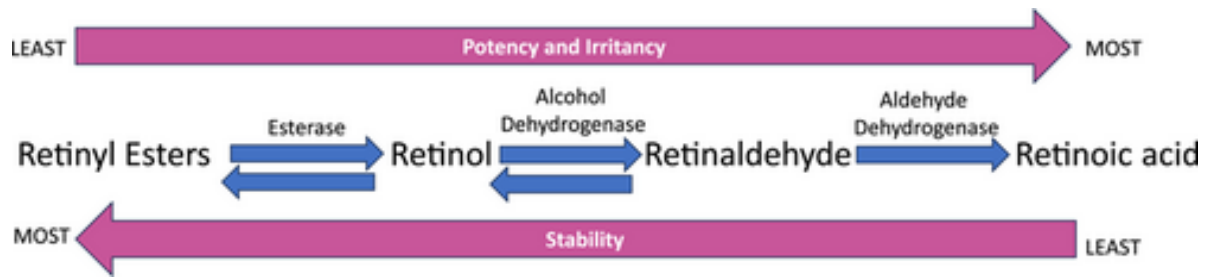 LEAST Potency and Irritancy MOST
Esterase
Alcohol
Dehydrogenase
Aldehyde
Dehydrogenase
Retinyl Esters Retinol Retinaldehyde Retinoic acid
MOST Stability LEAST